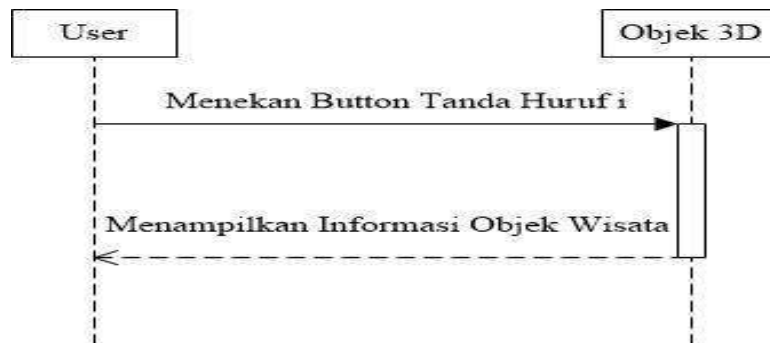 User
Objek 3D
Menekan Button Tanda Huruf i
Menampilkan Informasi Objek Wisata